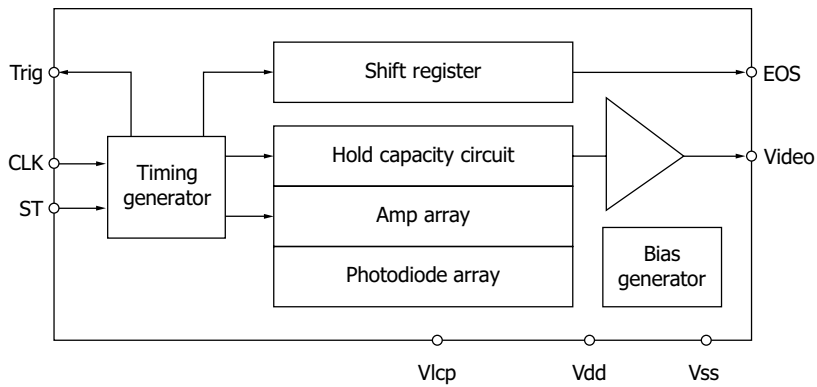 Trig
Shift register
EOS
CLK
Timing
generator
Hold capacity circuit
Video
ST
Amp array
Photodiode array
Bias
generator
Vlcp
Vdd
Vss